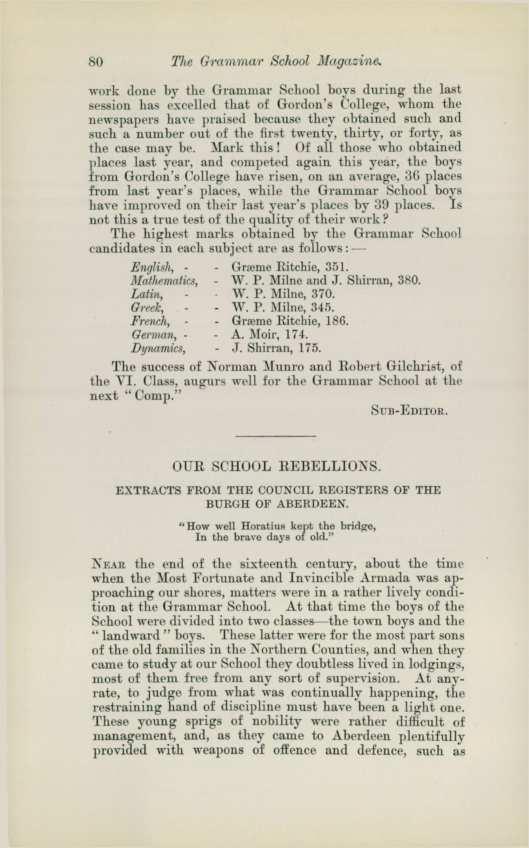 80 The Grammar School Magazine.
work done by the Grammar School boys during the last
session has excelled that of Gordon's College, whom the
newspapers have praised because they obtained such and
such a number out of the first twenty, thirty, or forty, as
the case may be. Mark this! Of all those who obtained
places last year, and competed again this year, the boys
from Gordon's College have risen, on an average, 36 places
from last year's places, while the Grammar School boys
have improved on their last year's places by 39 places. Is
not this a true test of the quality of their work?
The highest marks obtained by the Grammar School
candidates in each subject are as follows:—
English, - - Græme Ritchie, 351.
Mathematics, - W. P. Milne and J. Shirran, 380.
Latin, - - W. P. Milne, 370.
Greek, - - W. P. Milne, 345.
French, - - Græme Ritchie, 186.
German, - - A. Moir, 174.
Dynamics, - J. Shirran, 175.
The success of Norman Munro and Robert Gilchrist, of
the VI. Class, augurs well for the Grammar School at the
next "Comp."
SUB-EDITOR.
OUR SCHOOL REBELLIONS.
EXTRACTS FROM THE COUNCIL REGISTERS OF THE
BURGH OF ABERDEEN.
"How well Horatius kept the bridge,
In the brave days of old."
NEAR the end of the sixteenth century, about the time
when the Most Fortunate and Invincible Armada was ap-
proaching our shores, matters were in a rather lively condi-
tion at the Grammar School. At that time the boys of the
School were divided into two classes—the town boys and the
"landward" boys. These latter were for the most part sons
of the old families in the Northern Counties, and when they
came to study at our School they doubtless lived in lodgings,
most of them free from any sort of supervision. At any-
rate, to judge from what was continually happening, the
restraining hand of discipline must have been a light one.
These young sprigs of nobility were rather difficult of
management, and, as they came to Aberdeen plentifully
provided with weapons of offence and defence, such as